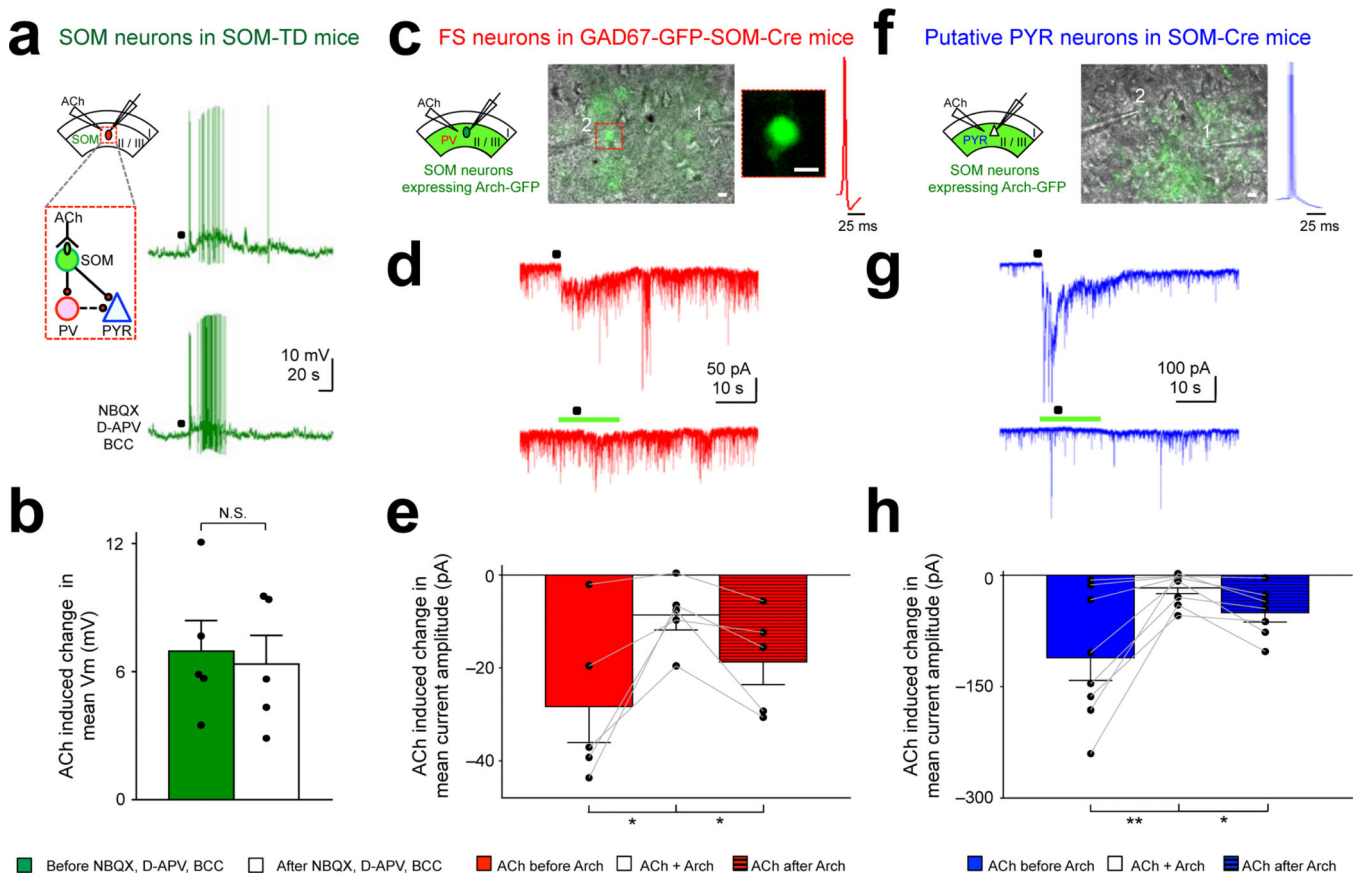 a SOM neurons in SOM-TD mice
ACh
SOM
I
II / III
ACh
SOM
PV PYR
10 mV
20 s
NBQX
D-APV
BCC
b
N.S.
ACh induced change in
mean Vm (mV)
12
6
0
Before NBQX, D-APV, BCC After NBQX, D-APV, BCC
c FS neurons in GAD67-GFP-SOM-Cre mice
ACh
PV
I
II / III
SOM neurons
expressing Arch-GFP
2
1
25 ms
d
50 pA
10 s
e
ACh induced change in
mean current amplitude (pA)
0
–20
–40
* *
ACh before Arch ACh + Arch ACh after Arch
f Putative PYR neurons in SOM-Cre mice
ACh
PYR
I
II / III
SOM neurons
expressing Arch-GFP
2
1
25 ms
g
100 pA
10 s
h
ACh induced change in
mean current amplitude (pA)
0
–150
–300
** *
ACh before Arch ACh + Arch ACh after Arch